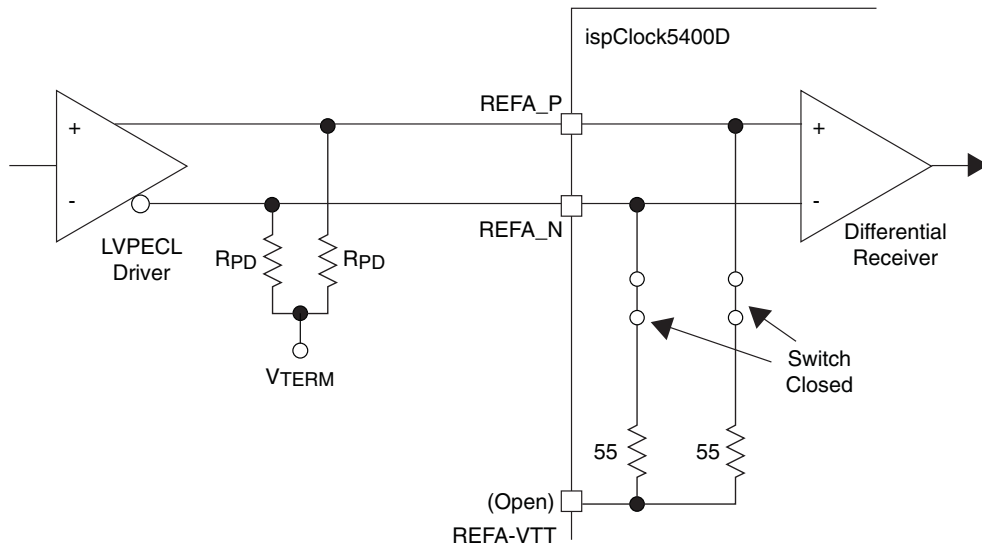 ispClock5400D
REFA_P
+
+
-
-
REFA_N
LVPECL
Driver
RPD
RPD
Differential
Receiver
VTERM
Switch
Closed
55
55
(Open)
REFA-VTT